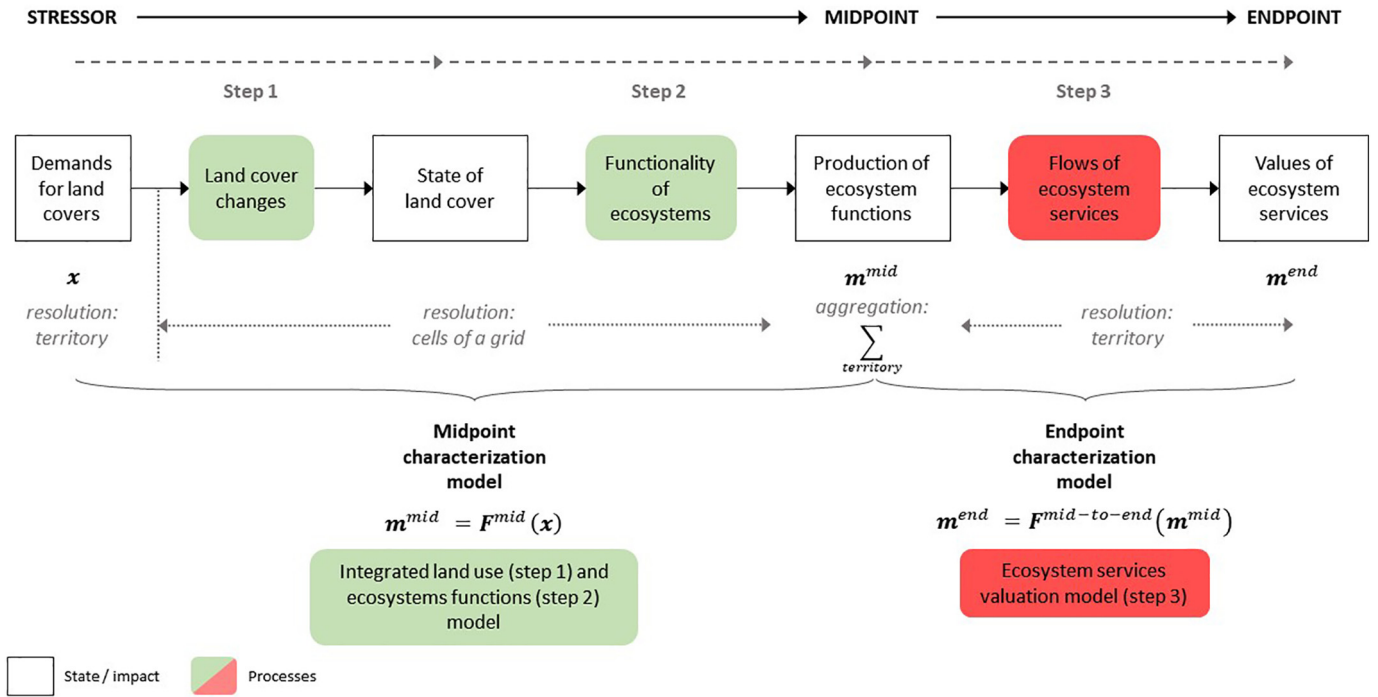 STRESSOR
MIDPOINT
ENDPOINT
Step 1
Step 2
Step 3
Demands
for land
covers
Land cover
changes
State of
land cover
Functionality
of
ecosystems
Production of
ecosystem
functions
Flows of
ecosystem
services
Values of
ecosystem
services
x
m^mid
m^end
resolution:
territory
resolution:
cells of a grid
aggregation:
∑
territory
resolution:
territory
Midpoint
characterization
model
m^mid = F^mid (x)
Integrated land use (step 1) and
ecosystems functions (step 2)
model
Endpoint
characterization
model
m^end = F^mid-to-end (m^mid)
Ecosystem services
valuation model (step 3)
State / impact
Processes